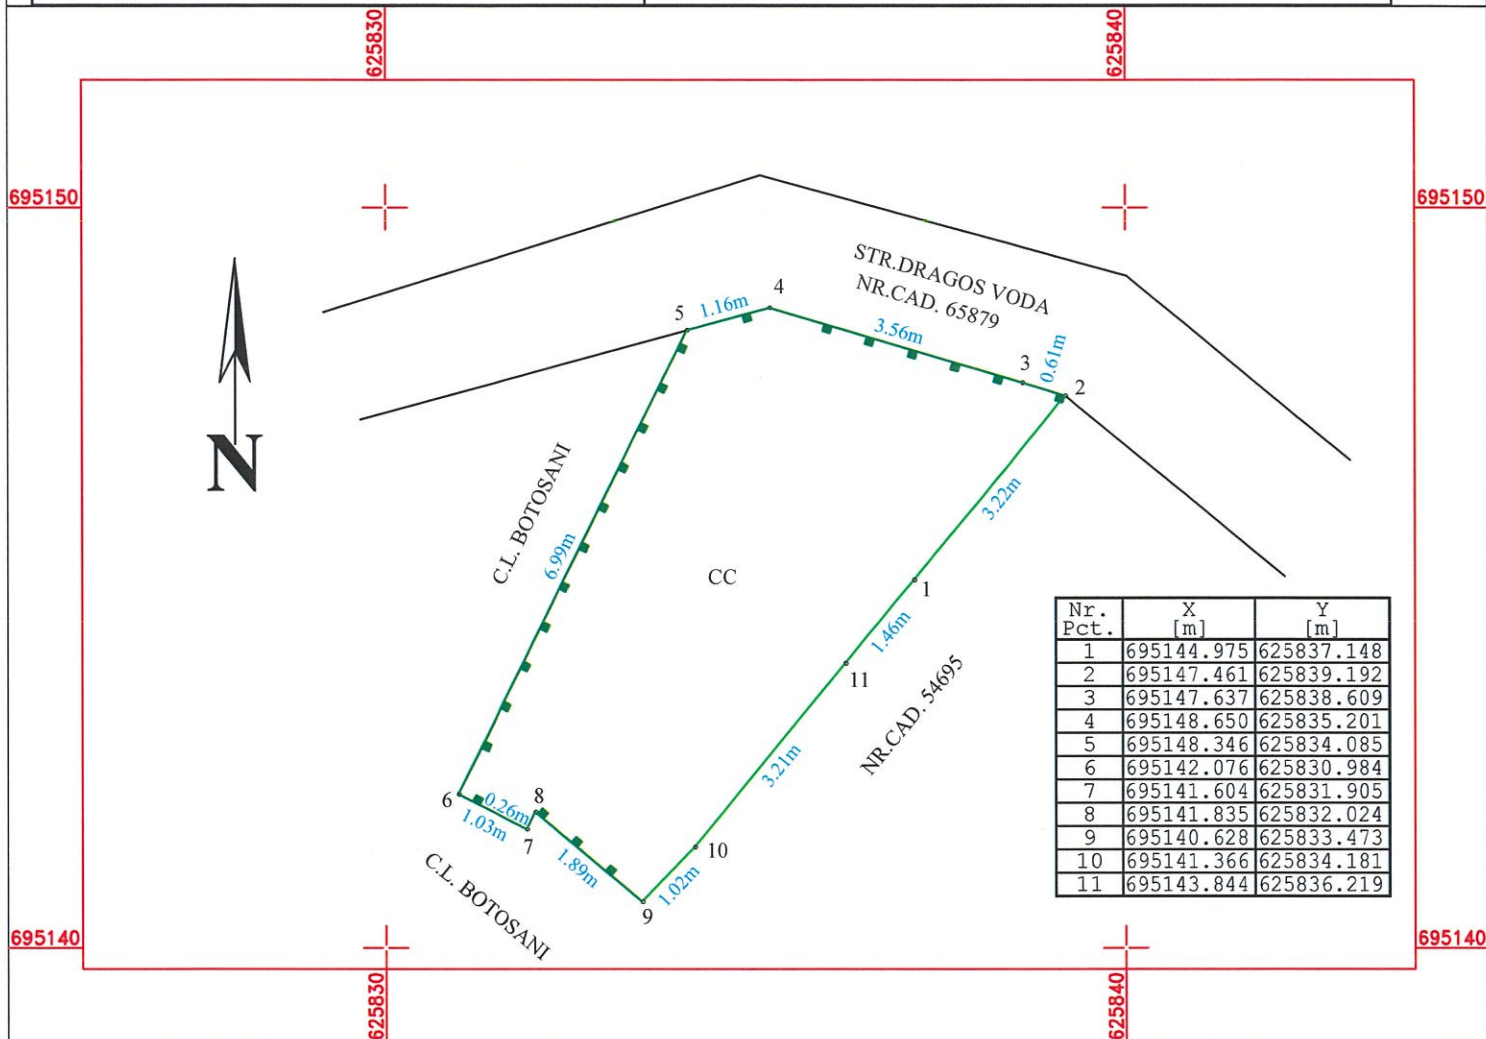 625830
625840
695150
695150
STR.DRAGOS VODA
NR.CAD. 65879
4
5
1.16m
3.56m
3
0.61m
2
N
C.L. BOTOSANI
6.99m
3.22m
CC
1
1.46m
11
NR.CAD. 54695
3.21m
6
0.26m
8
1.03m
7
1.89m
10
1.02m
9
C.L. BOTOSANI
Nr. Pct. X [m] Y [m]
1 695144.975 625837.148
2 695147.461 625839.192
3 695147.637 625838.609
4 695148.650 625835.201
5 695148.346 625834.085
6 695142.076 625830.984
7 695141.604 625831.905
8 695141.835 625832.024
9 695140.628 625833.473
10 695141.366 625834.181
11 695143.844 625836.219
695140
695140
625830
625840